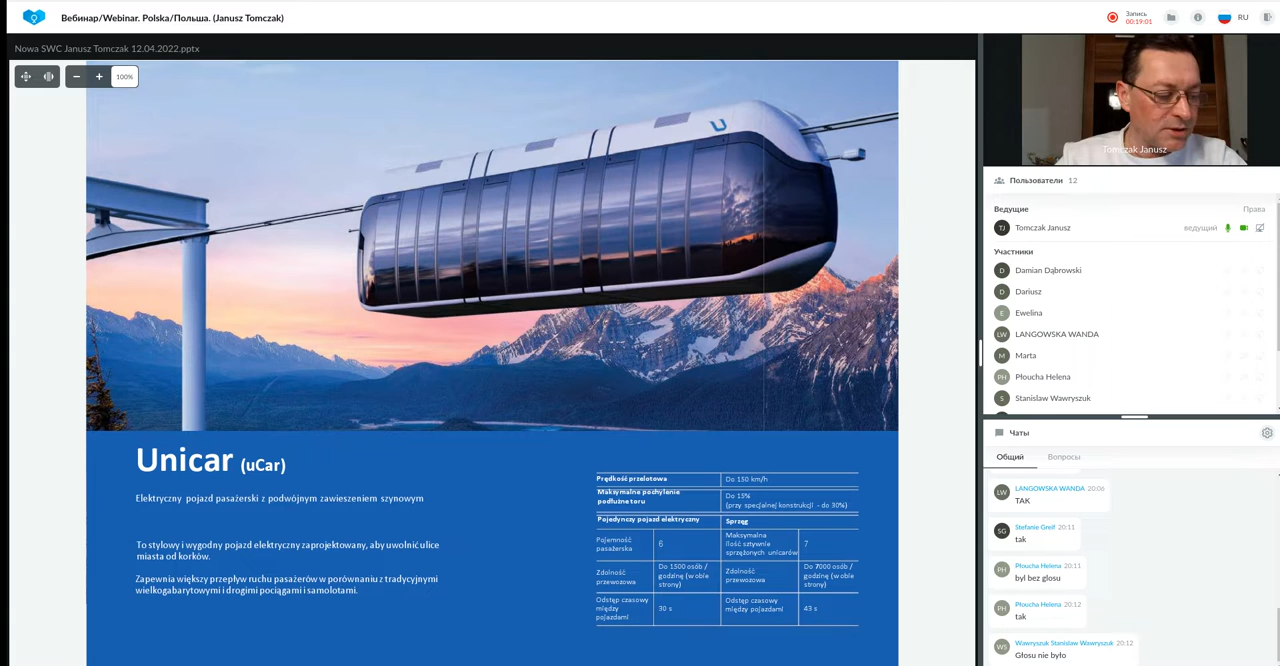 Вебинар/Webinar. Polska/Польша. (Janusz Tomczak)
Запись
00:19:01
RU
Nowa SWC Janusz Tomczak 12.04.2022.pptx
100%
Tomczak Janusz
Пользователи 12
Ведущие
Права
TJ Tomczak Janusz ведущий
Участники
D Damian Dąbrowski
D Dariusz
E Ewelina
LW LANGOWSKA WANDA
M Marta
PH Płoucha Helena
S Stanislaw Wawryszuk
Чаты
Общий Вопросы
LW LANGOWSKA WANDA 20:06
TAK
SG Stefanie Greif 20:11
tak
PH Płoucha Helena 20:11
byl bez glosu
PH Płoucha Helena 20:12
tak
WS Wawryszuk Stanislaw Wawryszuk 20:12
Głosu nie było
U
Unicar (uCar)
Elektryczny pojazd pasażerski z podwójnym zawieszeniem szynowym
To stylowy i wygodny pojazd elektryczny zaprojektowany, aby uwolnić ulice
miasta od korków.
Zapewnia większy przepływ ruchu pasażerów w porównaniu z tradycyjnymi
wielkogabarytowymi i drogimi pociągami i samolotami.
Prędkość przelotowa
Do 150 km/h
Maksymalne pochylenie
podłużne toru
Do 15%
(przy specjalnej konstrukcji - do 30%)
Pojedynczy pojazd elektryczny
Sprzęg
Pojemność
pasażerska
6
Maksymalna
ilość sztywnie
sprzężonych unicarów
7
Zdolność
przewozowa
Do 1500 osób /
godzinę (w obie
strony)
Zdolność
przewozowa
Do 7000 osób /
godzinę (w obie
strony)
Odstęp czasowy
między
pojazdami
30 s
Odstęp czasowy
między pojazdami
43 s